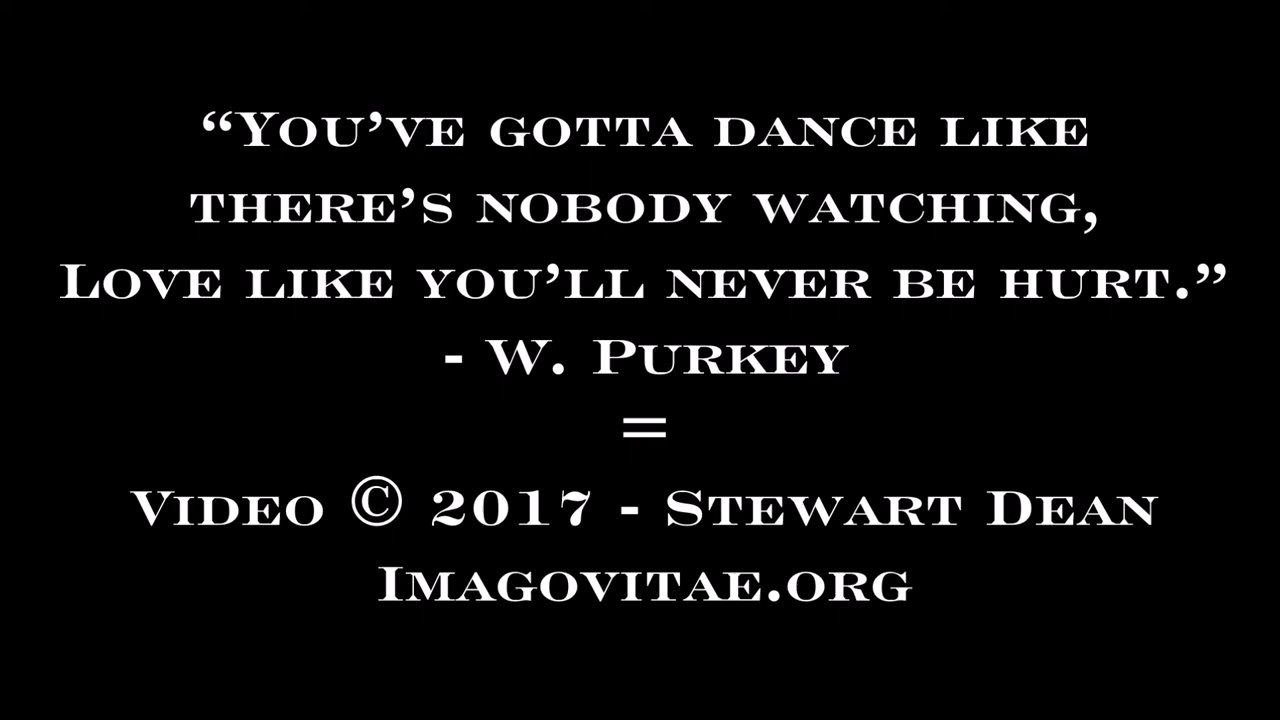 “You’ve gotta dance like
there’s nobody watching,
Love like you’ll never be hurt.”
- W. Purkey
=
Video © 2017 - Stewart Dean
Imagovitae.org